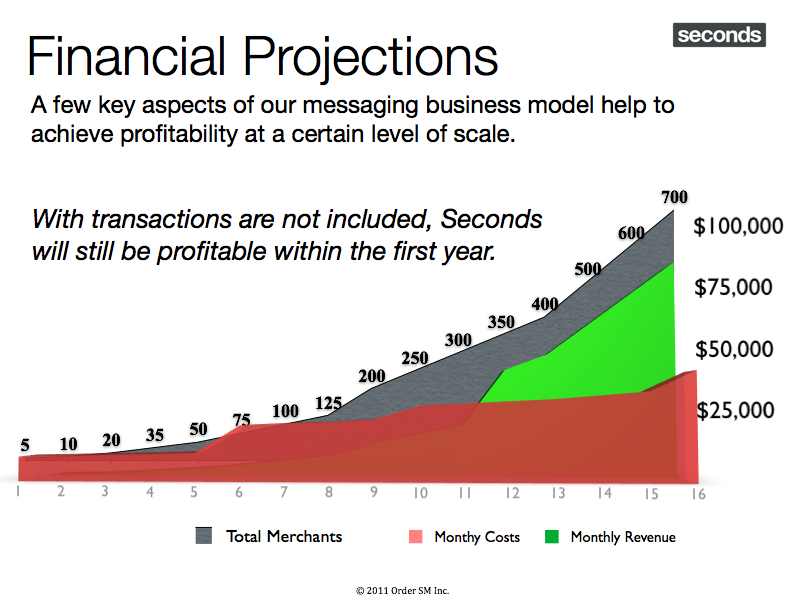 seconds
Financial Projections
A few key aspects of our messaging business model help to
achieve profitability at a certain level of scale.
With transactions are not included, Seconds
will still be profitable within the first year.
5 10 20 35 50 75 100 125 200 250 300 350 400 500 600 700
$100,000
$75,000
$50,000
$25,000
1 2 3 4 5 6 7 8 9 10 11 12 13 14 15 16
Total Merchants Monthy Costs Monthly Revenue
© 2011 Order SM Inc.